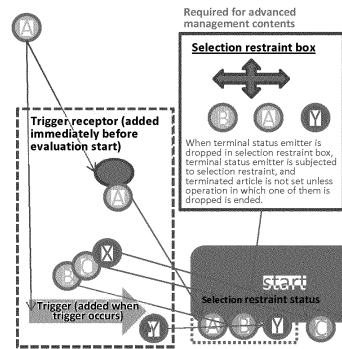 Required for advanced
management contents
A
Selection restraint box
B A Y
When terminal status emitter is
dropped in selection restraint box,
terminal status emitter is subjected
to selection restraint, and
terminated article is not set unless
operation in which one of them is
dropped is ended.
Trigger receptor (added
immediately before
evaluation start)
A
X
C
B
start
Selection restraint status
Trigger (added when
trigger occurs)
Y
A B Y C